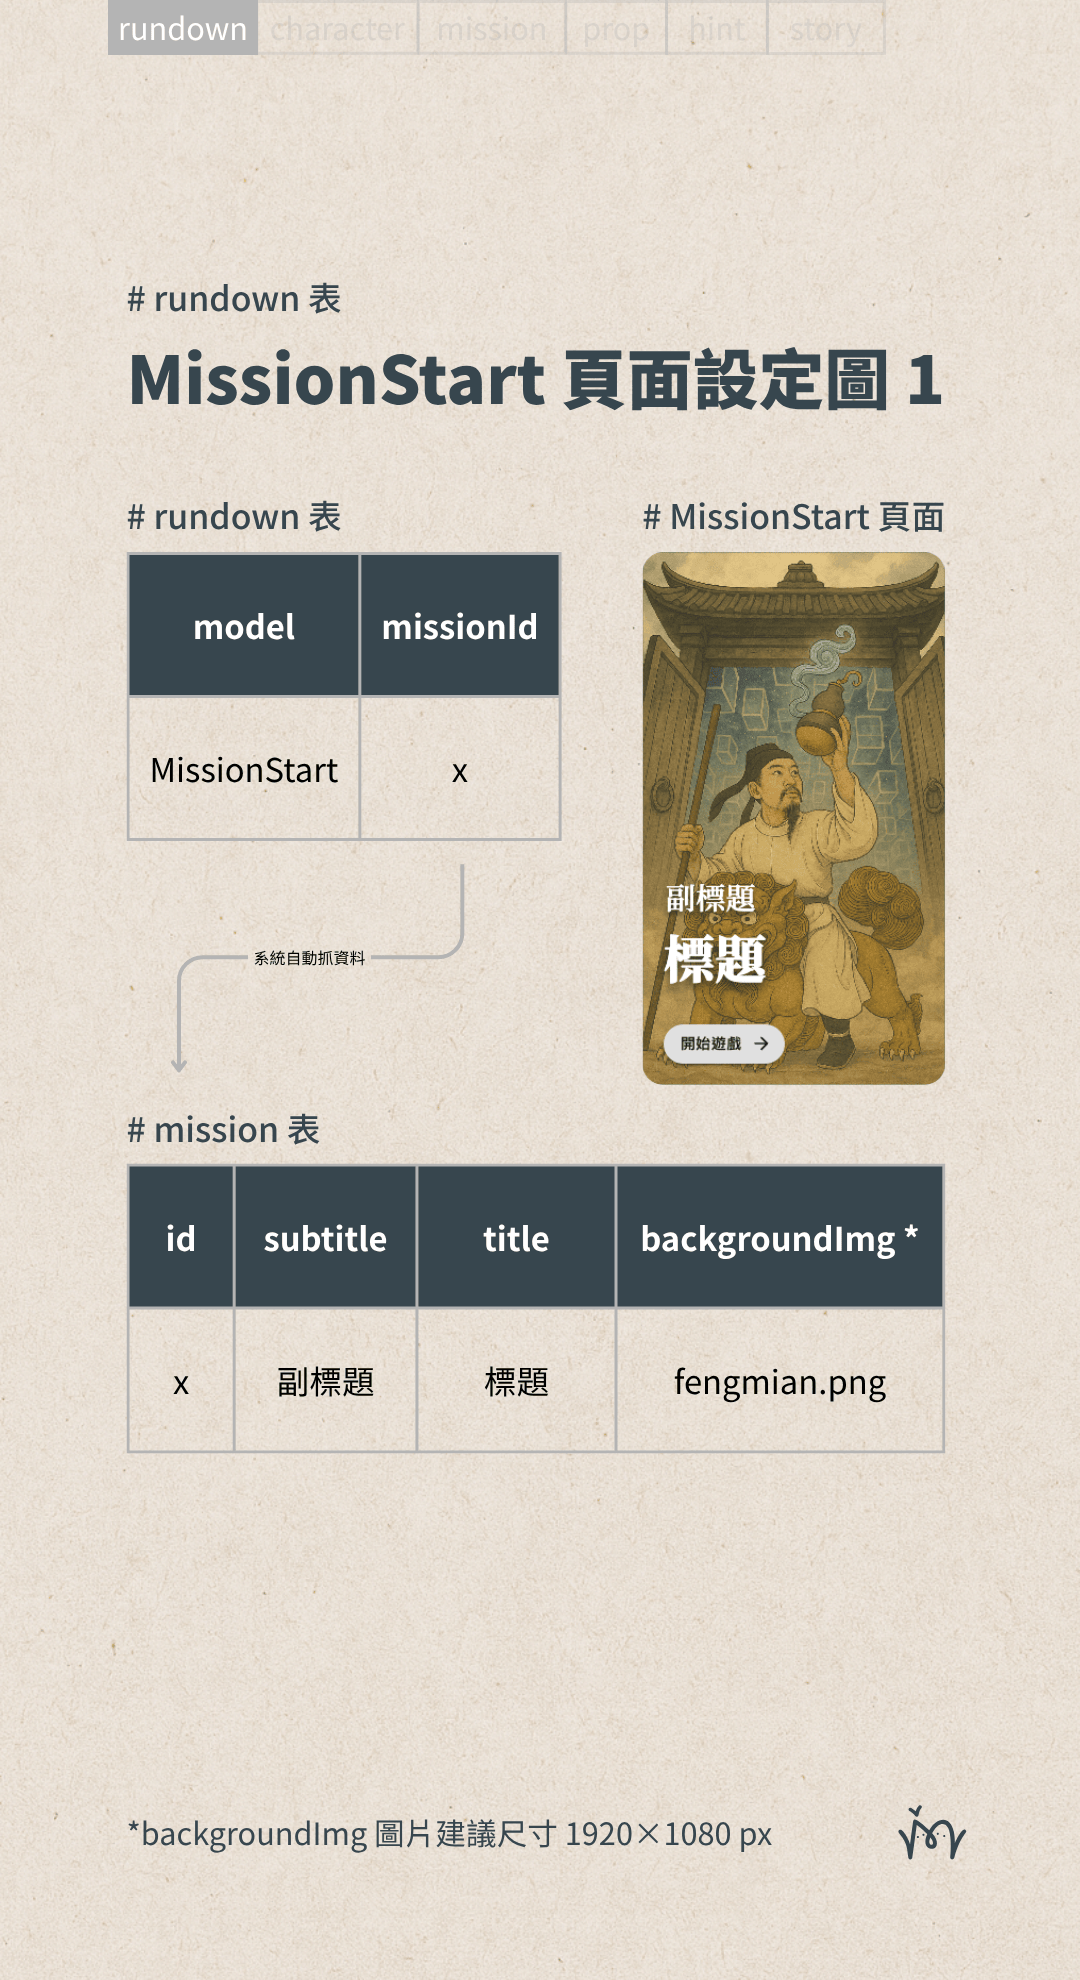 rundown character mission prop hint story
# rundown 表
MissionStart 頁面設定圖 1
# rundown 表
model missionId
MissionStart x
系統自動抓資料
# MissionStart 頁面
副標題
標題
開始遊戲 →
# mission 表
id subtitle title backgroundImg *
x 副標題 標題 fengmian.png
*backgroundImg 圖片建議尺寸 1920×1080 px